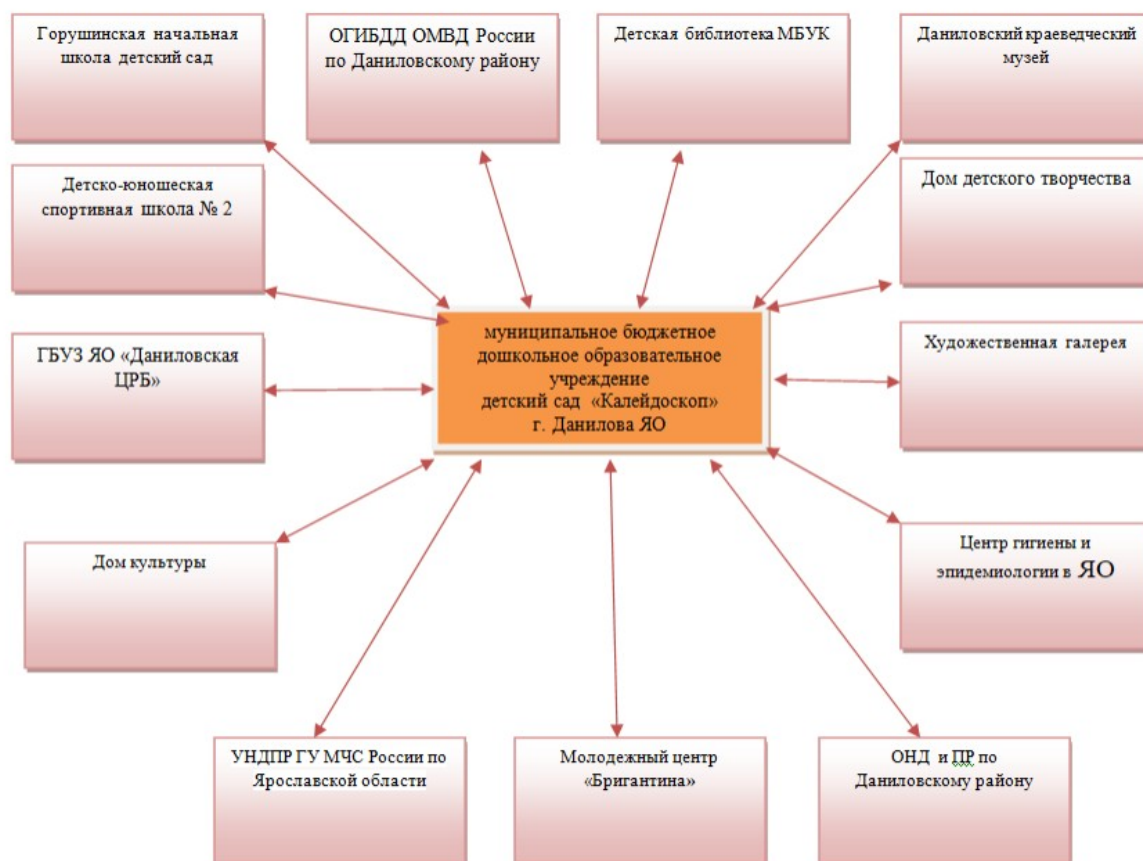 Горушинская начальная
школа детский сад
ОГИБДД ОМВД России
по Даниловскому району
Детская библиотека МБУК
Даниловский краеведческий
музей
Детско-юношеская
спортивная школа № 2
Дом детского творчества
ГБУЗ ЯО «Даниловская
ЦРБ»
муниципальное бюджетное
дошкольное образовательное
учреждение
детский сад «Калейдоскоп»
г. Данилова ЯО
Художественная галерея
Дом культуры
Центр гигиены и
эпидемиологии в ЯО
УНДПР ГУ МЧС России по
Ярославской области
Молодежный центр
«Бригантина»
ОНД и ПР по
Даниловскому району